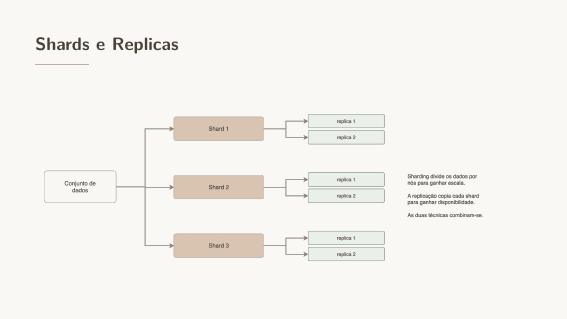 Shards e Replicas
Conjunto de
dados
Shard 1
replica 1
replica 2
Shard 2
replica 1
replica 2
Shard 3
replica 1
replica 2
Sharding divide os dados por
nós para ganhar escala.
A replicação copia cada shard
para ganhar disponibilidade.
As duas técnicas combinam-se.